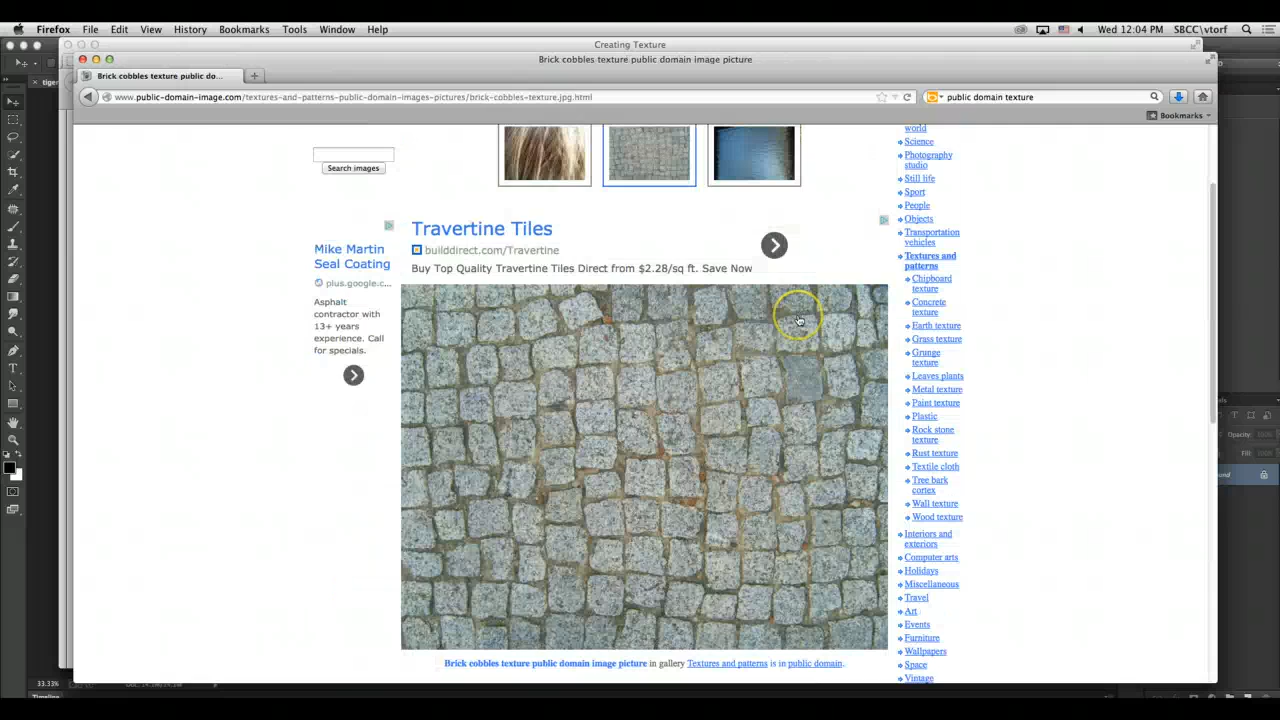 Firefox File Edit View History Bookmarks Tools Window Help
Wed 12:04 PM SBCC\vtorf
Creating Texture
Brick cobbles texture public domain image picture
Brick cobbles texture public do...
www.public-domain-image.com/textures-and-patterns-public-domain-images-pictures/brick-cobbles-texture.jpg.html
public domain texture
Bookmarks
Search images
Travertine Tiles
builddirect.com/Travertine
Buy Top Quality Travertine Tiles Direct from $2.28/sq ft. Save Now
Mike Martin
Seal Coating
plus.google.c...
Asphalt
contractor with
13+ years
experience. Call
for specials.
Brick cobbles texture public domain image picture in gallery Textures and patterns is in public domain.
world
Science
Photography
studio
Still life
Sport
People
Objects
Transportation
vehicles
Textures and
patterns
Chipboard
texture
Concrete
texture
Earth texture
Grass texture
Grunge
texture
Leaves plants
Metal texture
Paint texture
Plastic
Rock stone
texture
Rust texture
Textile cloth
Tree bark
cortex
Wall texture
Wood texture
Interiors and
exteriors
Computer arts
Holidays
Miscellaneous
Travel
Art
Events
Furniture
Wallpapers
Space
Vintage
Opacity:
Fill:
33.33%
Timeline